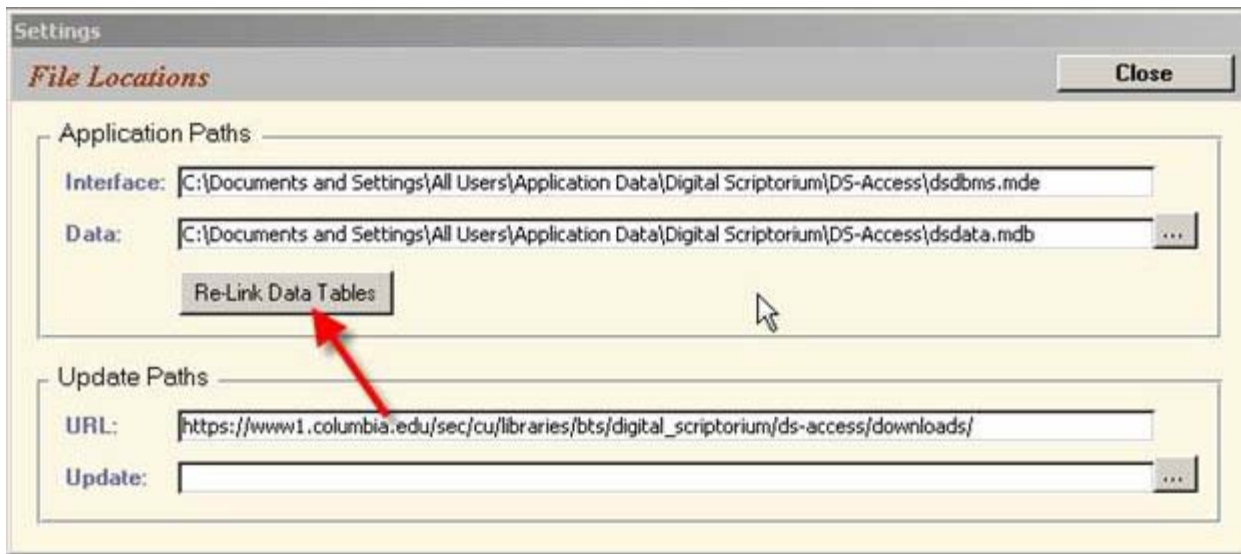 Settings
File Locations
Close
Application Paths
Interface: C:\Documents and Settings\All Users\Application Data\Digital Scriptorium\DS-Access\dsdbms.mde
Data: C:\Documents and Settings\All Users\Application Data\Digital Scriptorium\DS-Access\dsdata.mdb ...
Re-Link Data Tables
Update Paths
URL: https://www1.columbia.edu/sec/cu/libraries/bts/digital_scriptorium/ds-access/downloads/
Update: ...